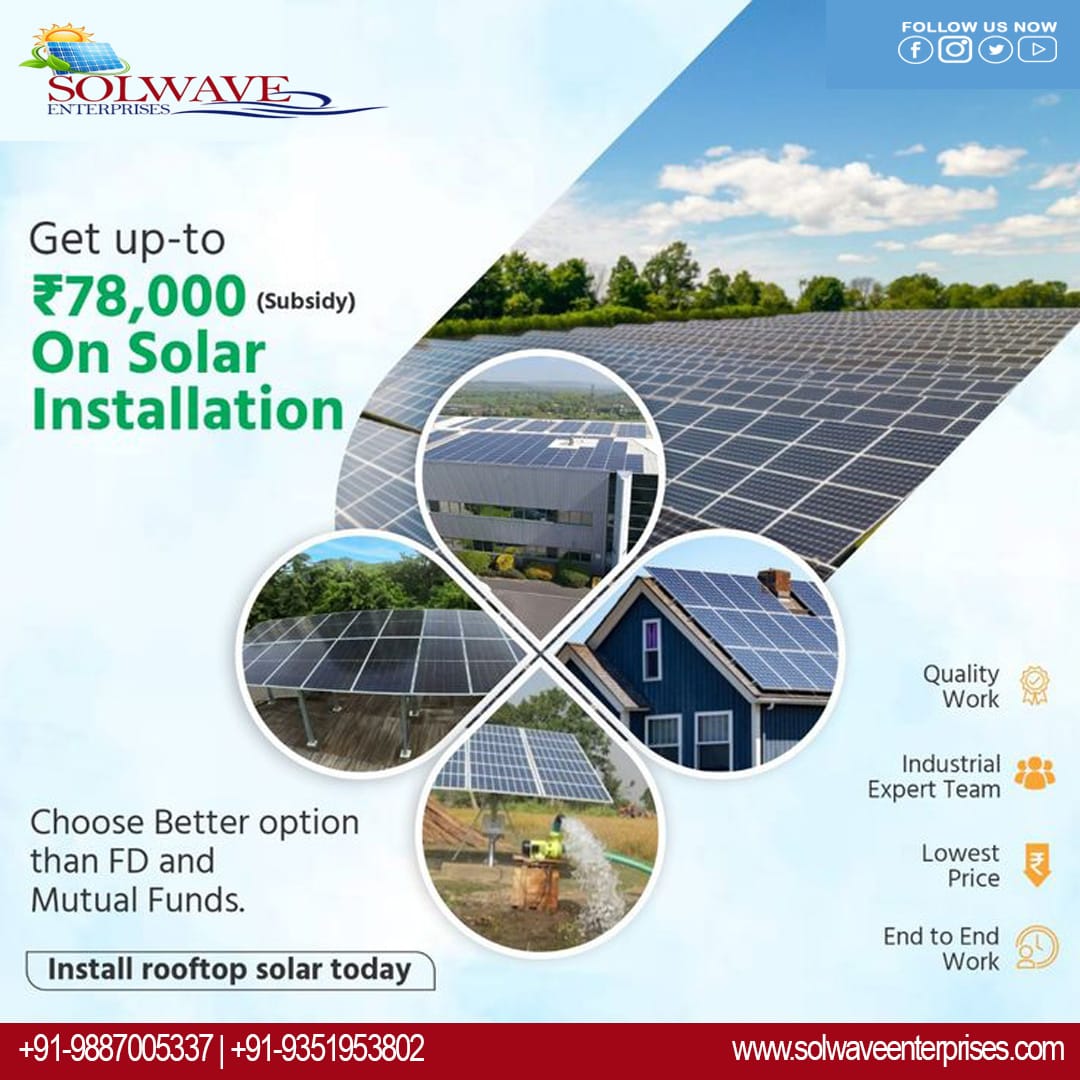 SOLWAVE
ENTERPRISES
FOLLOW US NOW
Get up-to
₹78,000 (Subsidy)
On Solar
Installation
Quality
Work
Industrial
Expert Team
Lowest
Price
End to End
Work
Choose Better option
than FD and
Mutual Funds.
Install rooftop solar today
+91-9887005337 | +91-9351953802
www.solwaveenterprises.com